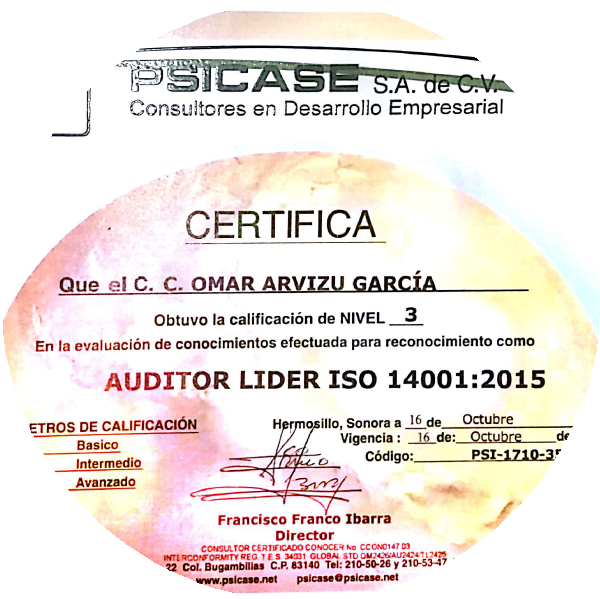 PSICASE S.A. de C.V.
Consultores en Desarrollo Empresarial
CERTIFICA
Que el C. C. OMAR ARVIZU GARCÍA
Obtuvo la calificación de NIVEL 3
En la evaluación de conocimientos efectuada para reconocimiento como
AUDITOR LIDER ISO 14001:2015
ETROS DE CALIFICACIÓN
Basico
Intermedio
Avanzado
Hermosillo, Sonora a 16 de Octubre
Vigencia : 16 de: Octubre de
Código: PSI-1710-35
Francisco Franco Ibarra
Director
CONSULTOR CERTIFICADO CONOCER No CCON0147 03
INTERCONFORMITY REG. T.E.S. 34031 GLOBAL STD
22 Col. Bugambilias C.P. 83140 Tel: 210-50-26 y 210-53-47
www.psicase.net psicase@psicase.net